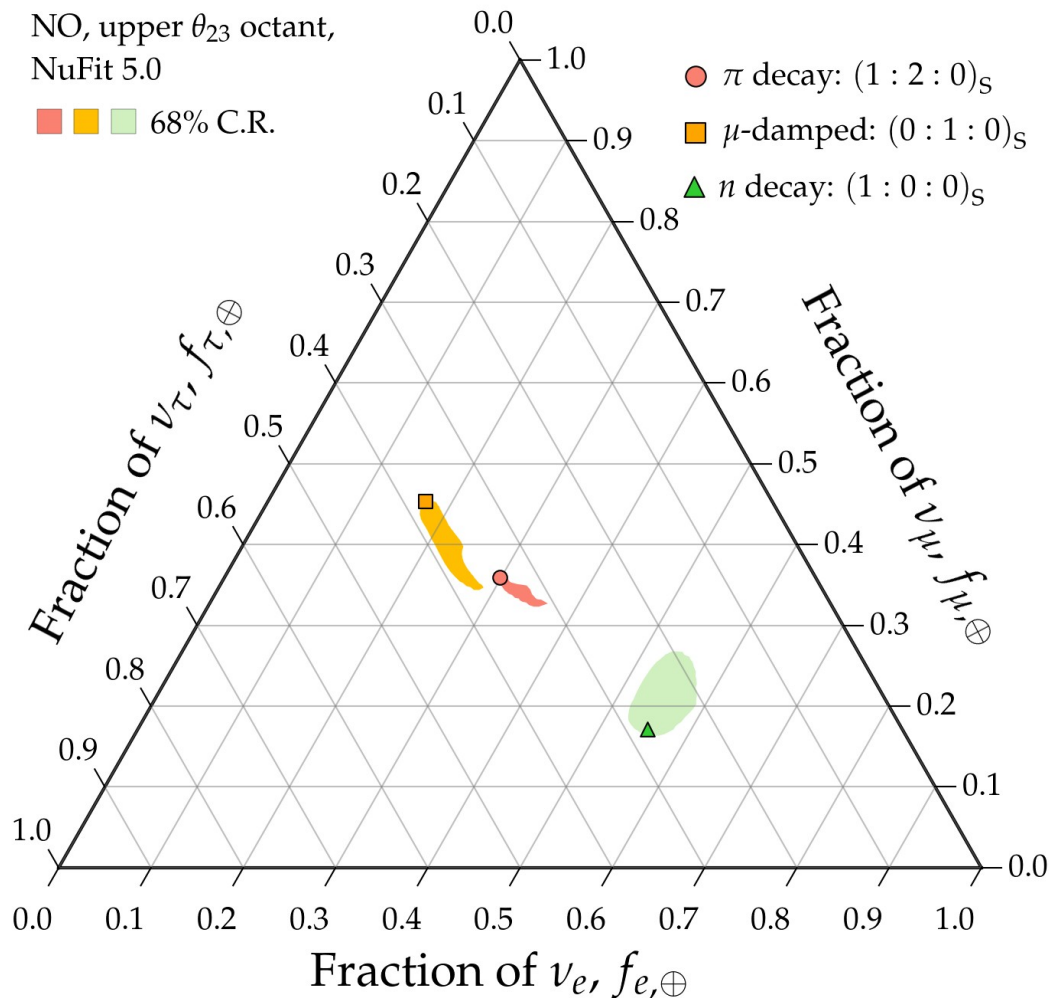 NO, upper θ₂₃ octant,
NuFit 5.0
68% C.R.
π decay: (1 : 2 : 0)S
μ-damped: (0 : 1 : 0)S
n decay: (1 : 0 : 0)S
0.0
0.1
0.2
0.3
0.4
0.5
0.6
0.7
0.8
0.9
1.0
Fraction of ντ, fτ,⊕
1.0
0.9
0.8
0.7
0.6
0.5
0.4
0.3
0.2
0.1
0.0
Fraction of νμ, fμ,⊕
0.0 0.1 0.2 0.3 0.4 0.5 0.6 0.7 0.8 0.9 1.0
Fraction of νe, fe,⊕